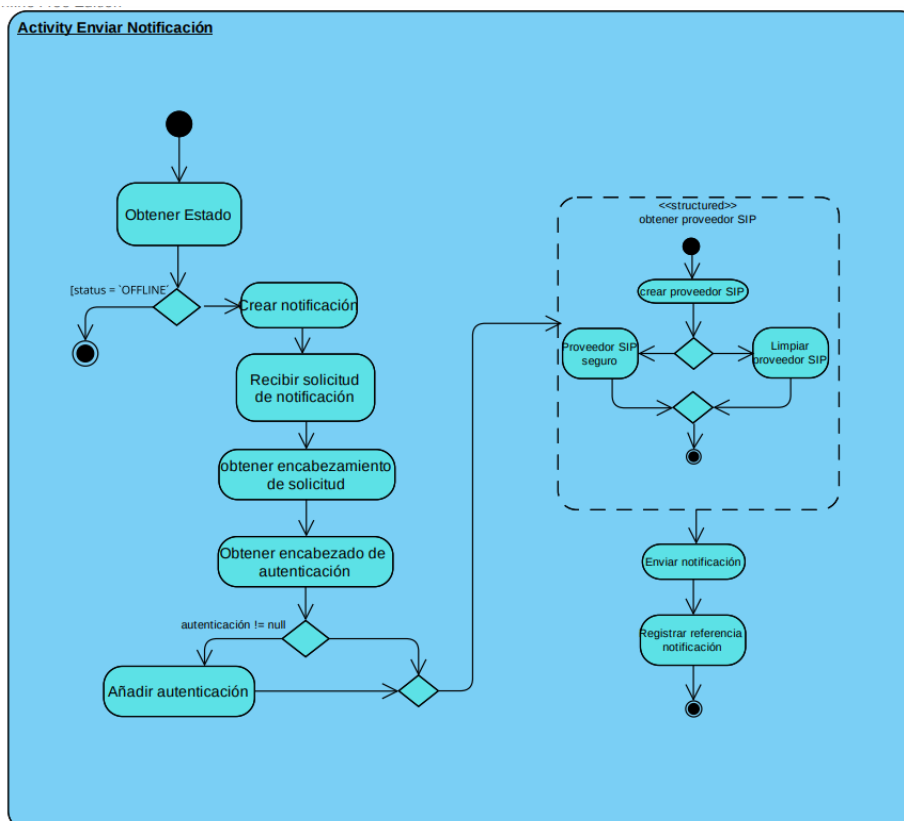 Activity Enviar Notificación
Obtener Estado
[status = `OFFLINE´
Crear notificación
Recibir solicitud
de notificación
obtener encabezamiento
de solicitud
Obtener encabezado de
autenticación
autenticación != null
Añadir autenticación
<<structured>>
obtener proveedor SIP
crear proveedor SIP
Proveedor SIP
seguro
Limpiar
proveedor SIP
Enviar notificación
Registrar referencia
notificación